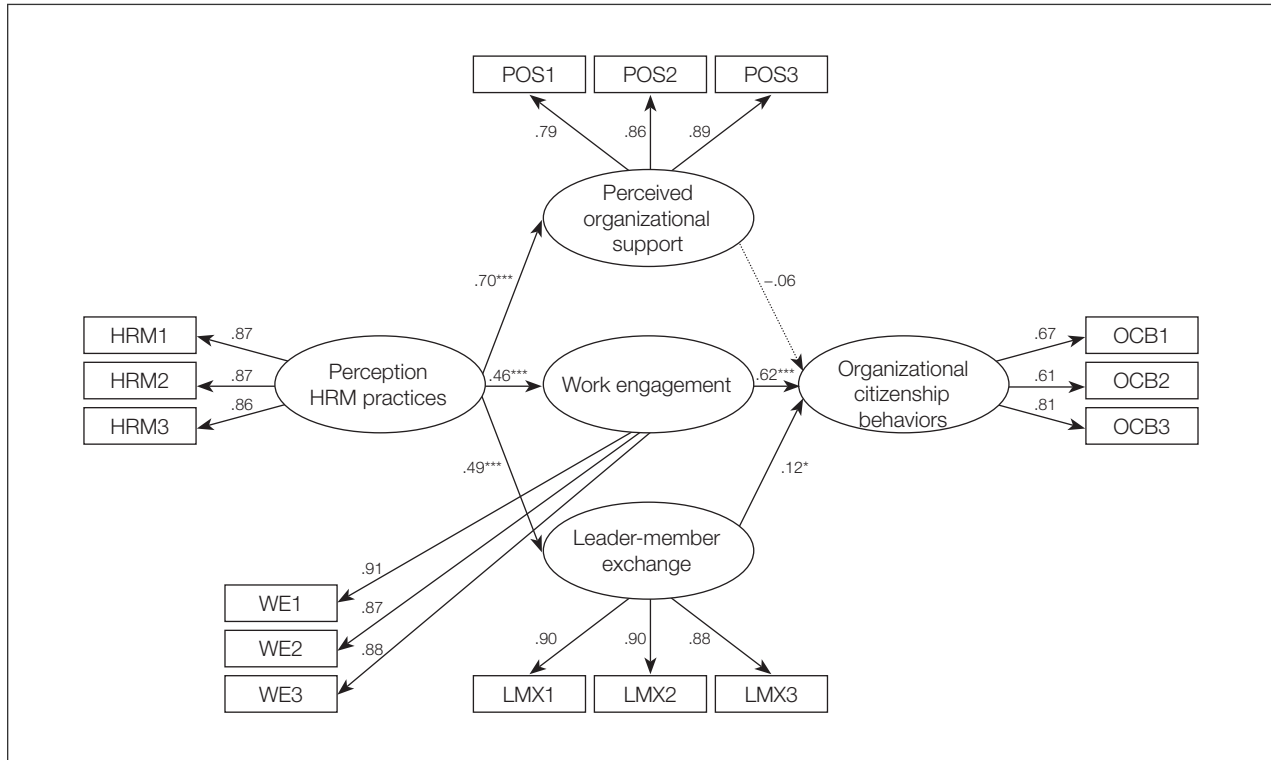 POS1 POS2 POS3
.79 .86 .89
Perceived
organizational
support
.70***
–.06
HRM1
HRM2
HRM3
.87
.87
.86
Perception
HRM practices
.46***
Work engagement
.62***
Organizational
citizenship
behaviors
.67
.61
.81
OCB1
OCB2
OCB3
.49***
.12*
Leader-member
exchange
.91
.87
.88
WE1
WE2
WE3
.90 .90 .88
LMX1 LMX2 LMX3